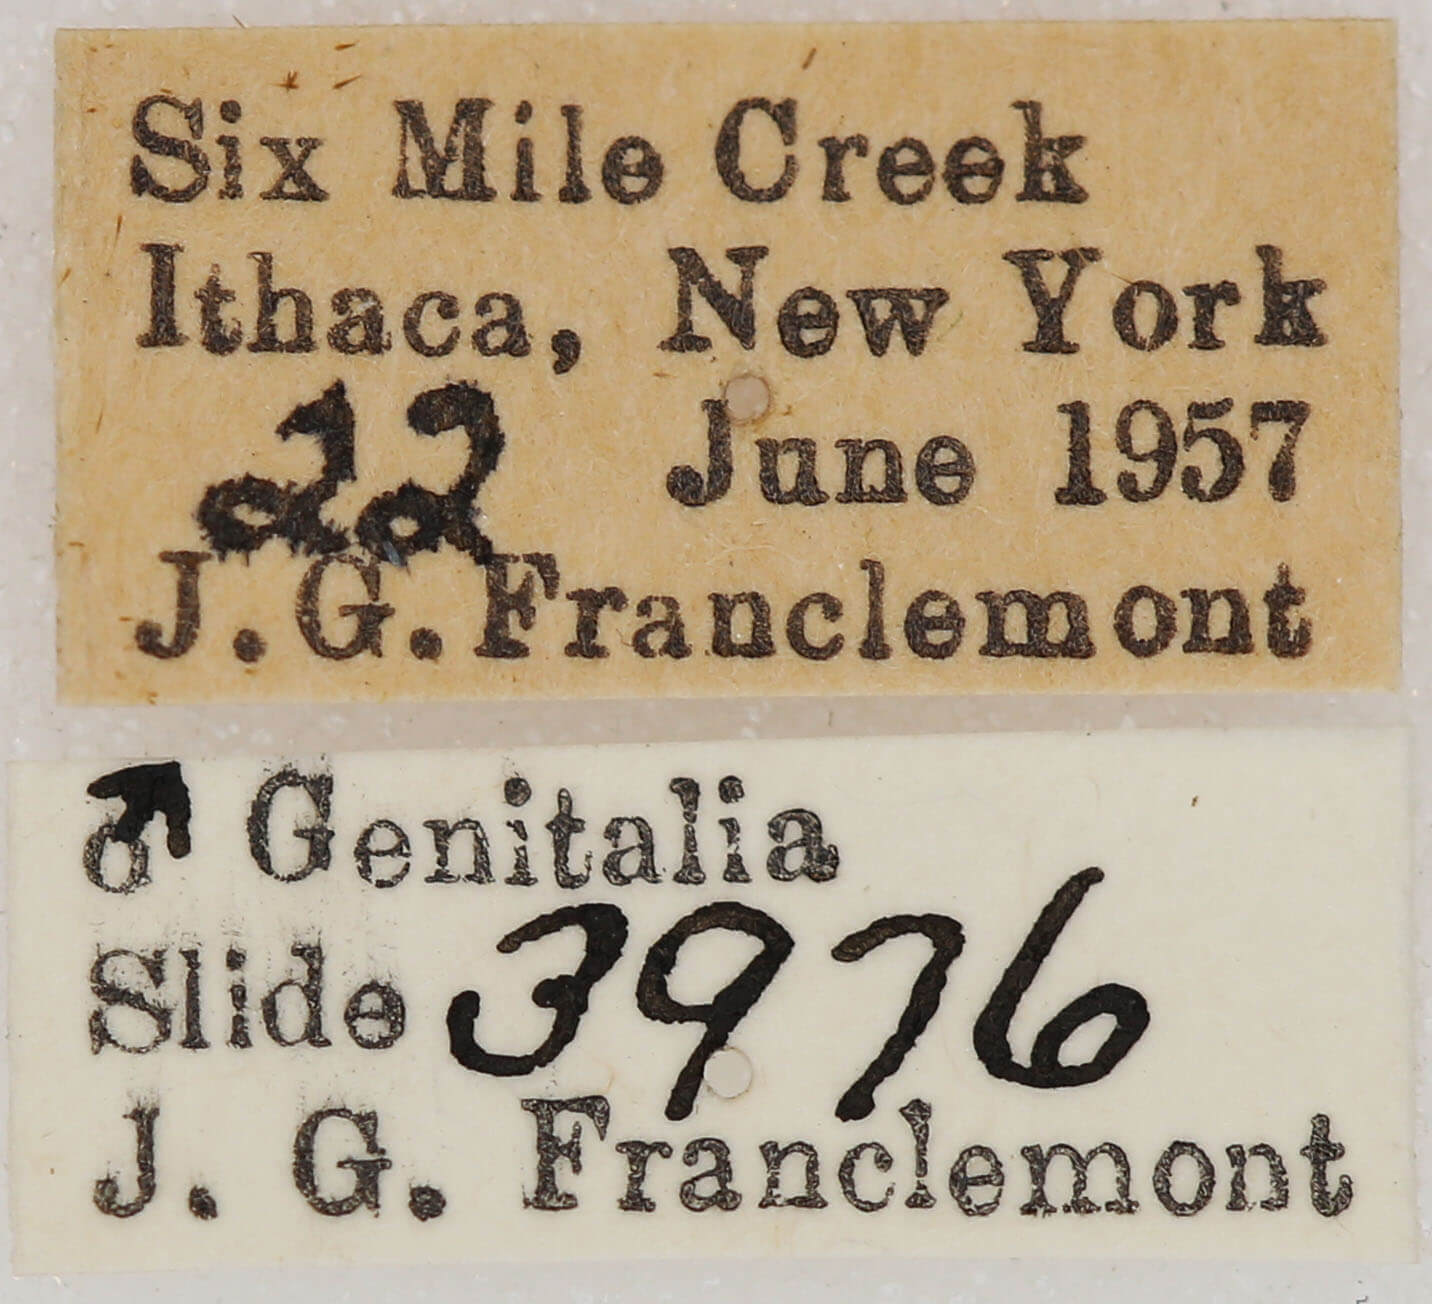 Six Mile Creek
Ithaca, New York
22 June 1957
J. G. Franclemont
♂ Genitalia
Slide 3976
J. G. Franclemont